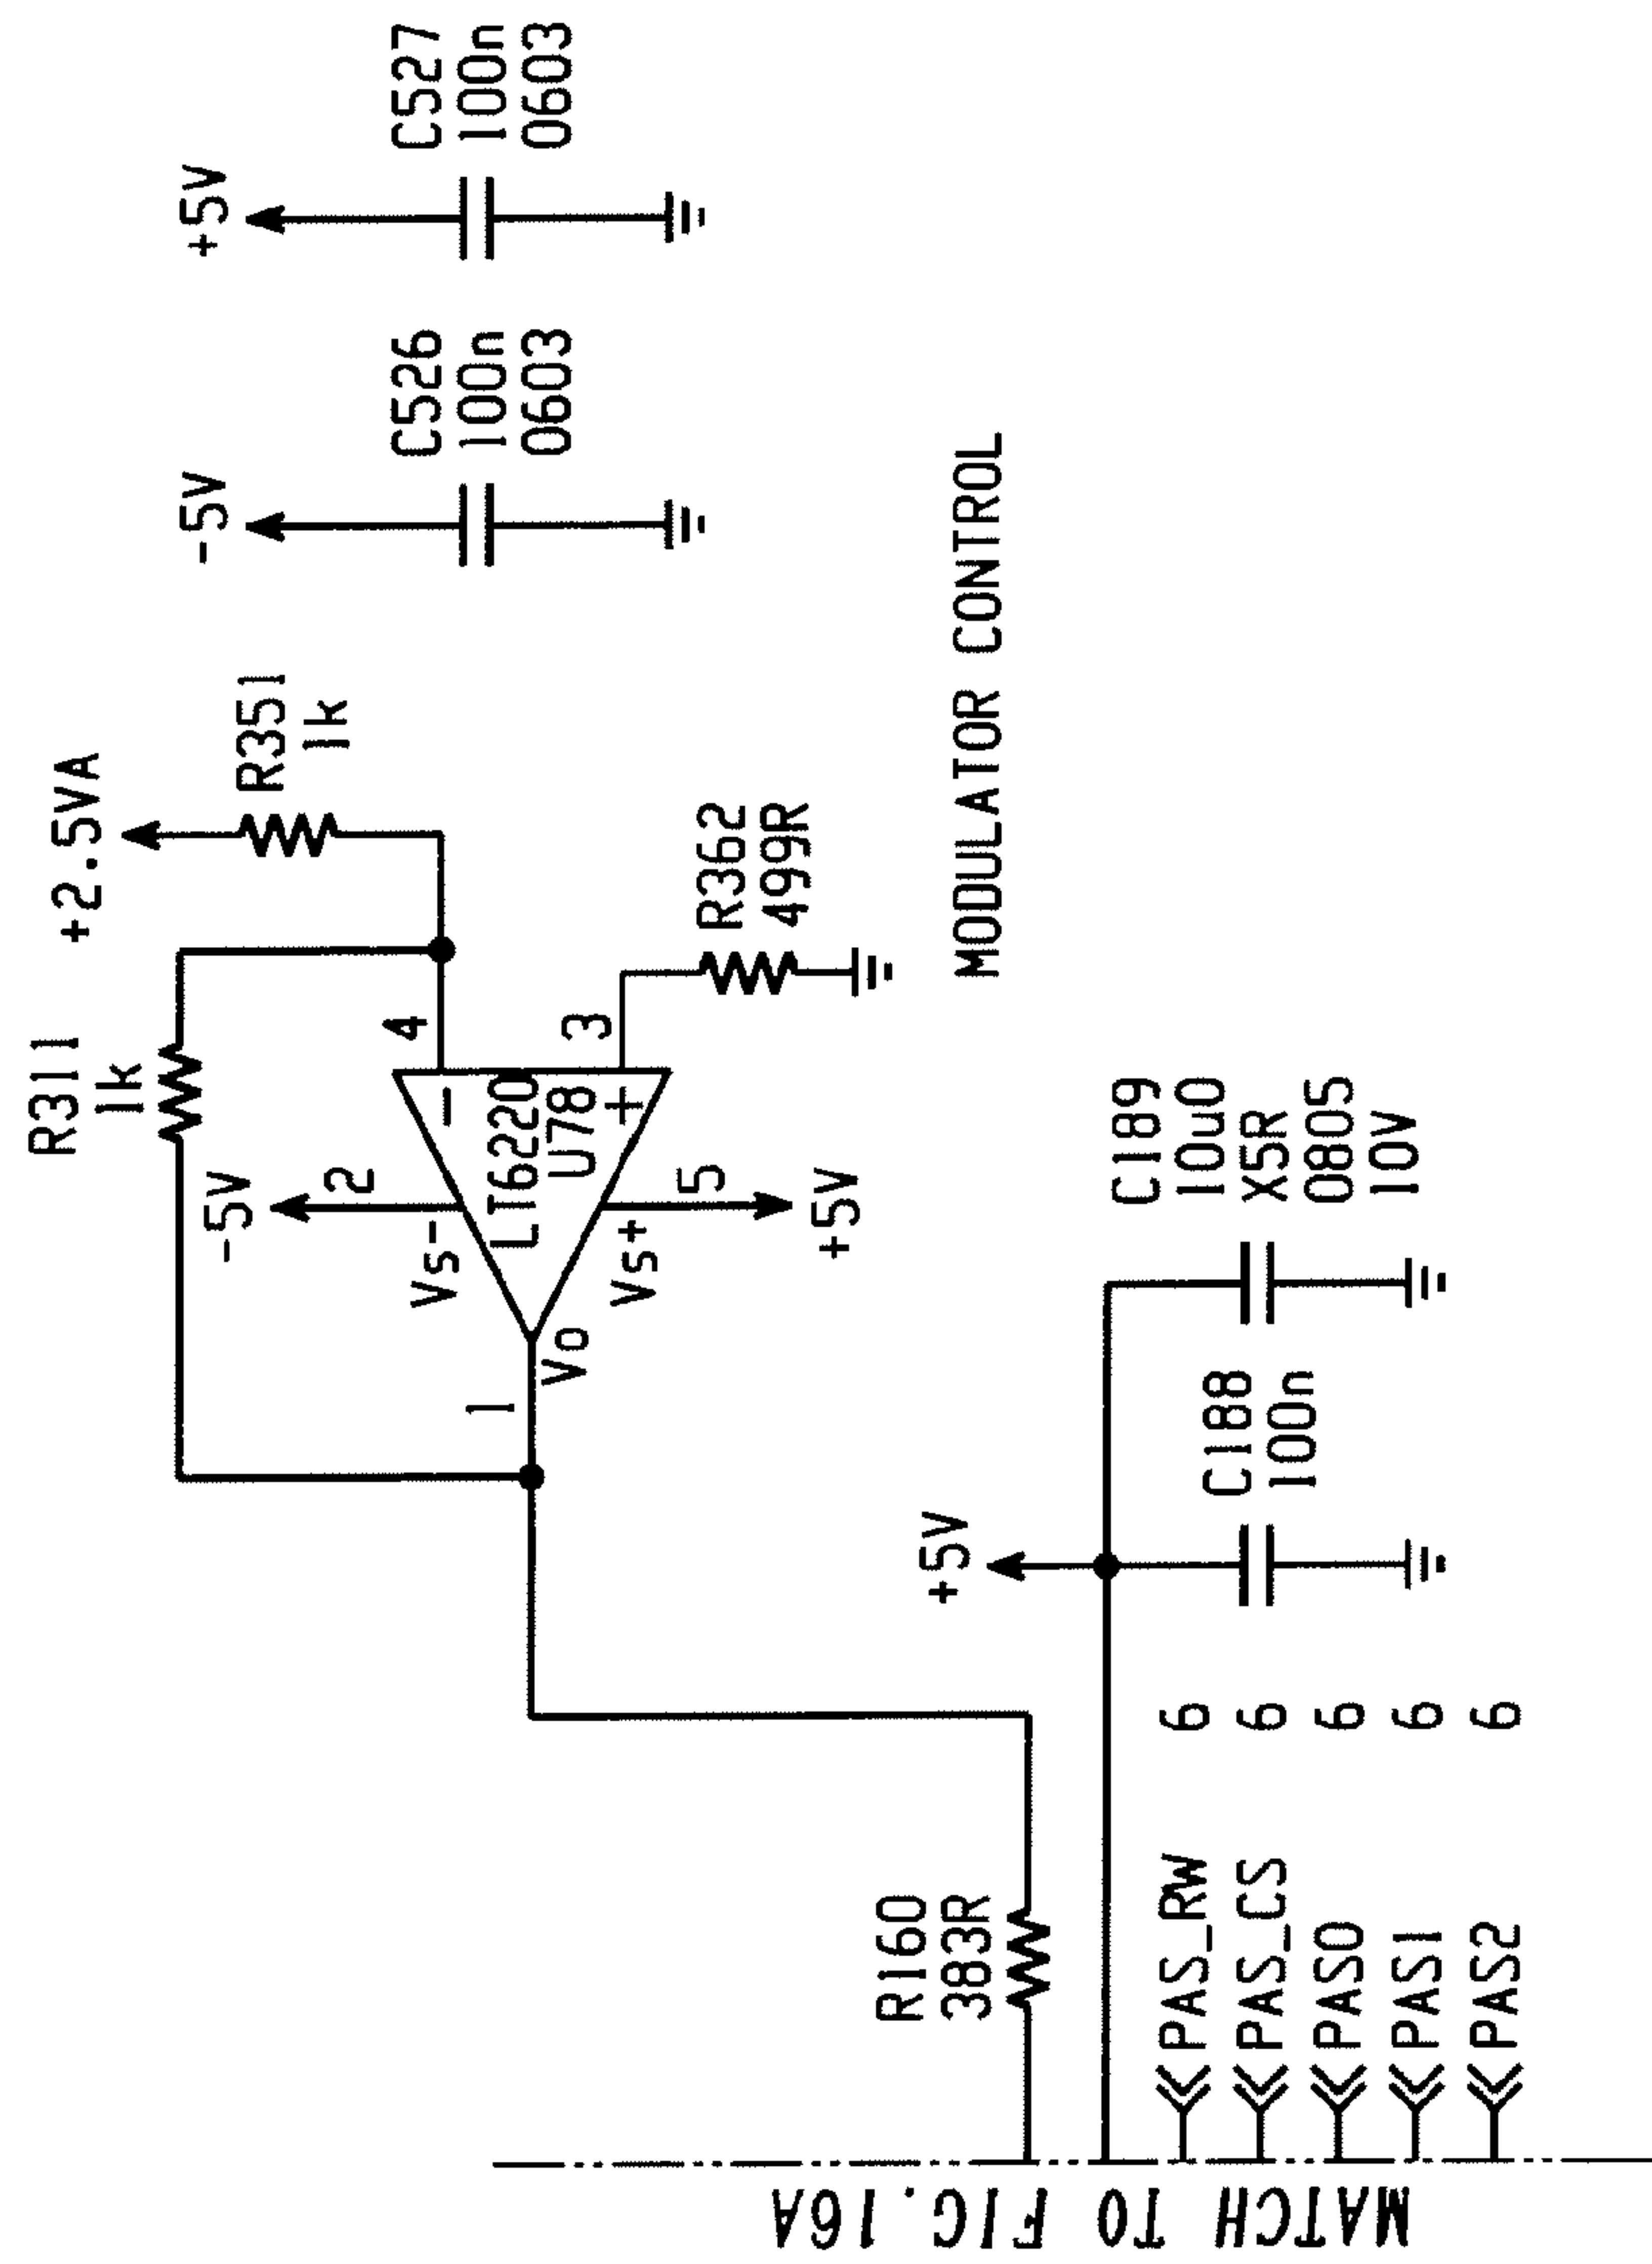 +2.5VA
R311
1k
R351
1k
-5V
2
Vs-
4
-
LT6220
U78
+
3
Vs+
5
+5V
1
Vo
R362
499R
-5V
C526
100n
0603
+5V
C527
100n
0603
R160
383R
+5V
C188
100n
C189
10u0
X5R
0805
10V
PAS_RW 6
PAS_CS 6
PAS0 6
PAS1 6
PAS2 6
MODULATOR CONTROL
MATCH TO FIG.16A